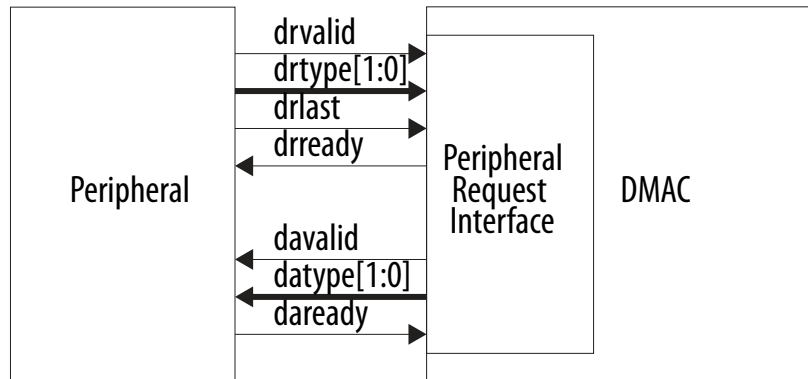 drvalid
drtype[1:0]
drlast
drready
Peripheral
Peripheral
Request
Interface
DMAC
davalid
datype[1:0]
daready